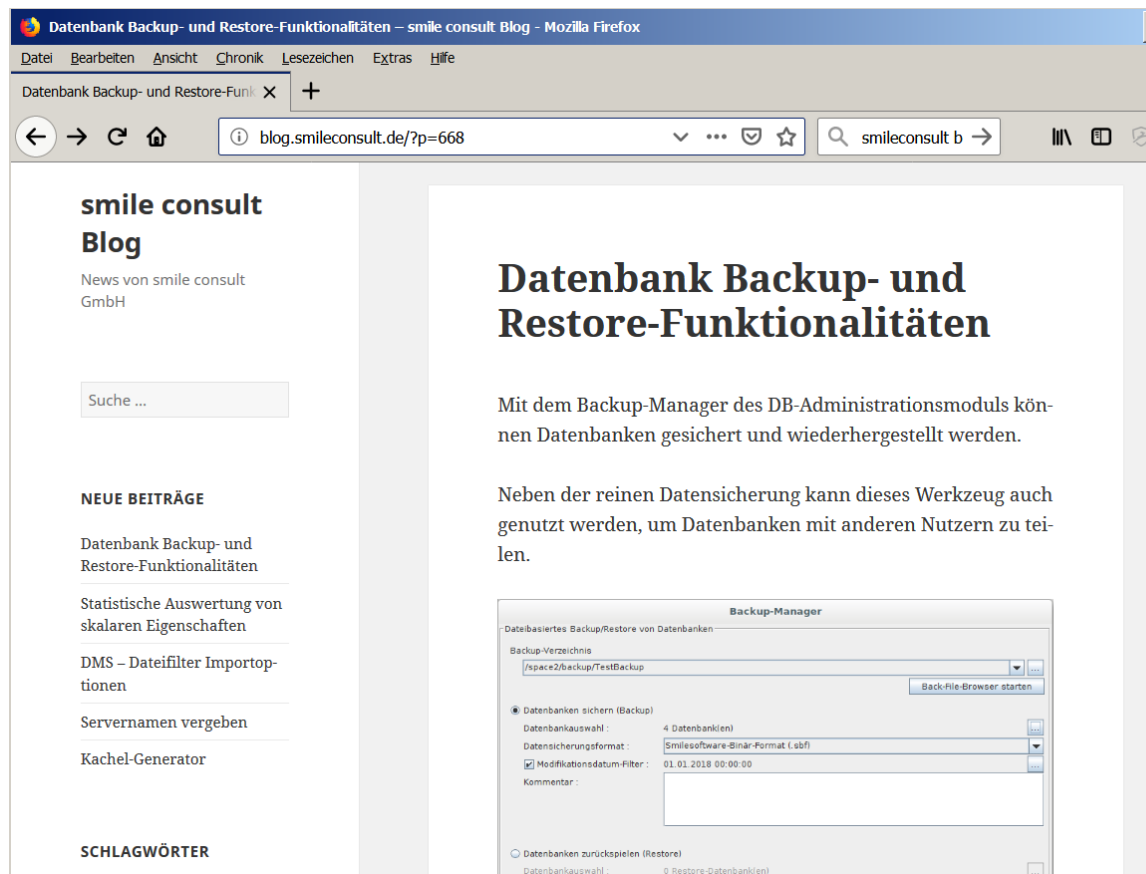 Datenbank Backup- und Restore-Funktionalitäten – smile consult Blog - Mozilla Firefox
Datei Bearbeiten Ansicht Chronik Lesezeichen Extras Hilfe
Datenbank Backup- und Restore-Funk
blog.smileconsult.de/?p=668
smileconsult b
smile consult
Blog
News von smile consult
GmbH
Suche ...
NEUE BEITRÄGE
Datenbank Backup- und
Restore-Funktionalitäten
Statistische Auswertung von
skalaren Eigenschaften
DMS – Dateifilter Importop-
tionen
Servernamen vergeben
Kachel-Generator
SCHLAGWÖRTER
Datenbank Backup- und
Restore-Funktionalitäten
Mit dem Backup-Manager des DB-Administrationsmoduls kön-
nen Datenbanken gesichert und wiederhergestellt werden.
Neben der reinen Datensicherung kann dieses Werkzeug auch
genutzt werden, um Datenbanken mit anderen Nutzern zu tei-
len.
Backup-Manager
Dateibasiertes Backup/Restore von Datenbanken
Backup-Verzeichnis
/space2/backup/TestBackup
...
Back-File-Browser starten
Datenbanken sichern (Backup)
Datenbankauswahl : 4 Datenbank(en) ...
Datensicherungsformat : Smilesoftware-Binär-Format (.sbf)
Modifikationsdatum-Filter : 01.01.2018 00:00:00 ...
Kommentar :
Datenbanken zurückspielen (Restore)
Datenbankauswahl : 0 Restore-Datenbank(en) ...